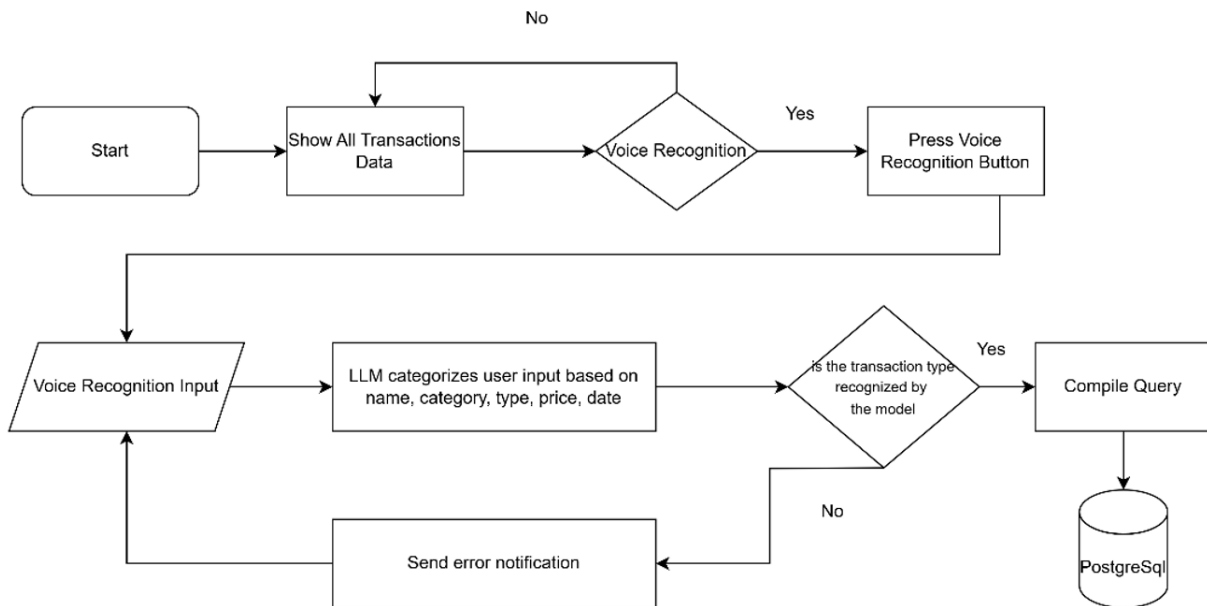 No
Start
Show All Transactions
Data
Voice Recognition
Yes
Press Voice
Recognition Button
Voice Recognition Input
LLM categorizes user input based on
name, category, type, price, date
is the transaction type
recognized by
the model
Yes
Compile Query
No
Send error notification
PostgreSql